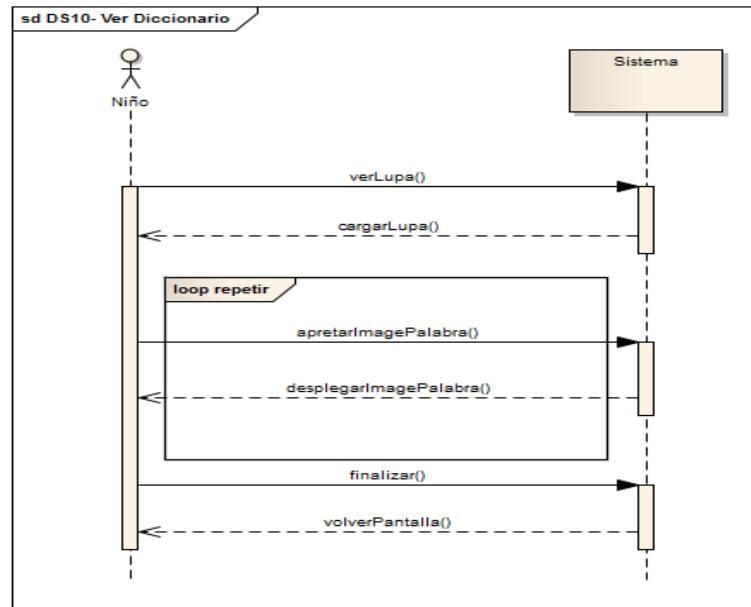 sd DS10- Ver Diccionario
Niño
Sistema
verLupa()
cargarLupa()
loop repetir
apretarImagePalabra()
desplegarImagePalabra()
finalizar()
volverPantalla()